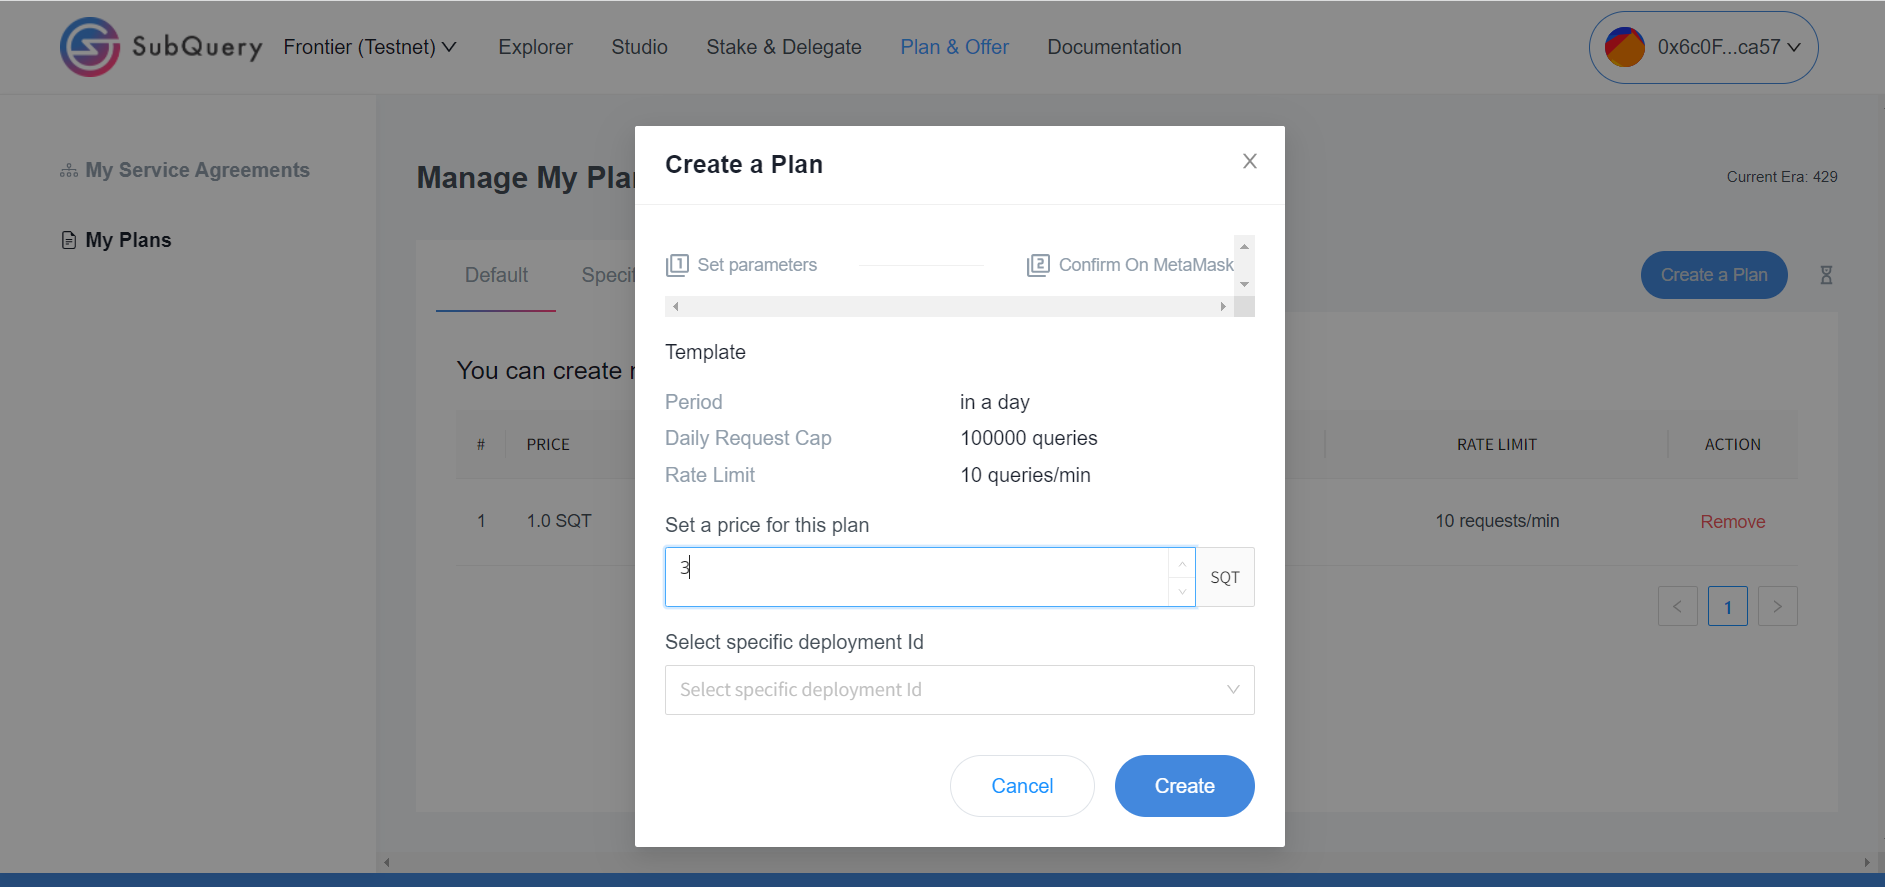 SubQuery Frontier (Testnet) Explorer Studio Stake & Delegate Plan & Offer Documentation 0x6c0F...ca57
My Service Agreements
My Plans
Manage My Pla
Current Era: 429
Default Specif
Create a Plan
You can create
# PRICE RATE LIMIT ACTION
1 1.0 SQT 10 requests/min Remove
1
Create a Plan
1 Set parameters 2 Confirm On MetaMask
Template
Period in a day
Daily Request Cap 100000 queries
Rate Limit 10 queries/min
Set a price for this plan
3 SQT
Select specific deployment Id
Select specific deployment Id
Cancel Create